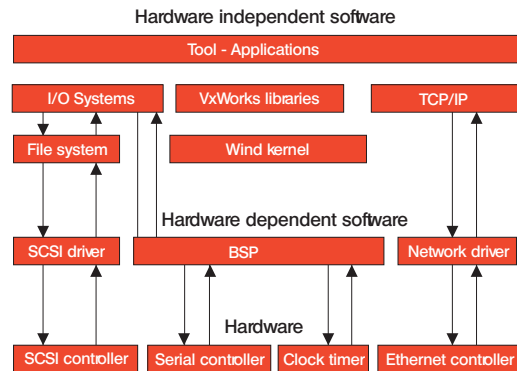 Hardware independent software
Tool - Applications
I/O Systems
VxWorks libraries
TCP/IP
File system
Wind kernel
Hardware dependent software
SCSI driver
BSP
Network driver
Hardware
SCSI controller
Serial controller
Clock timer
Ethernet controller